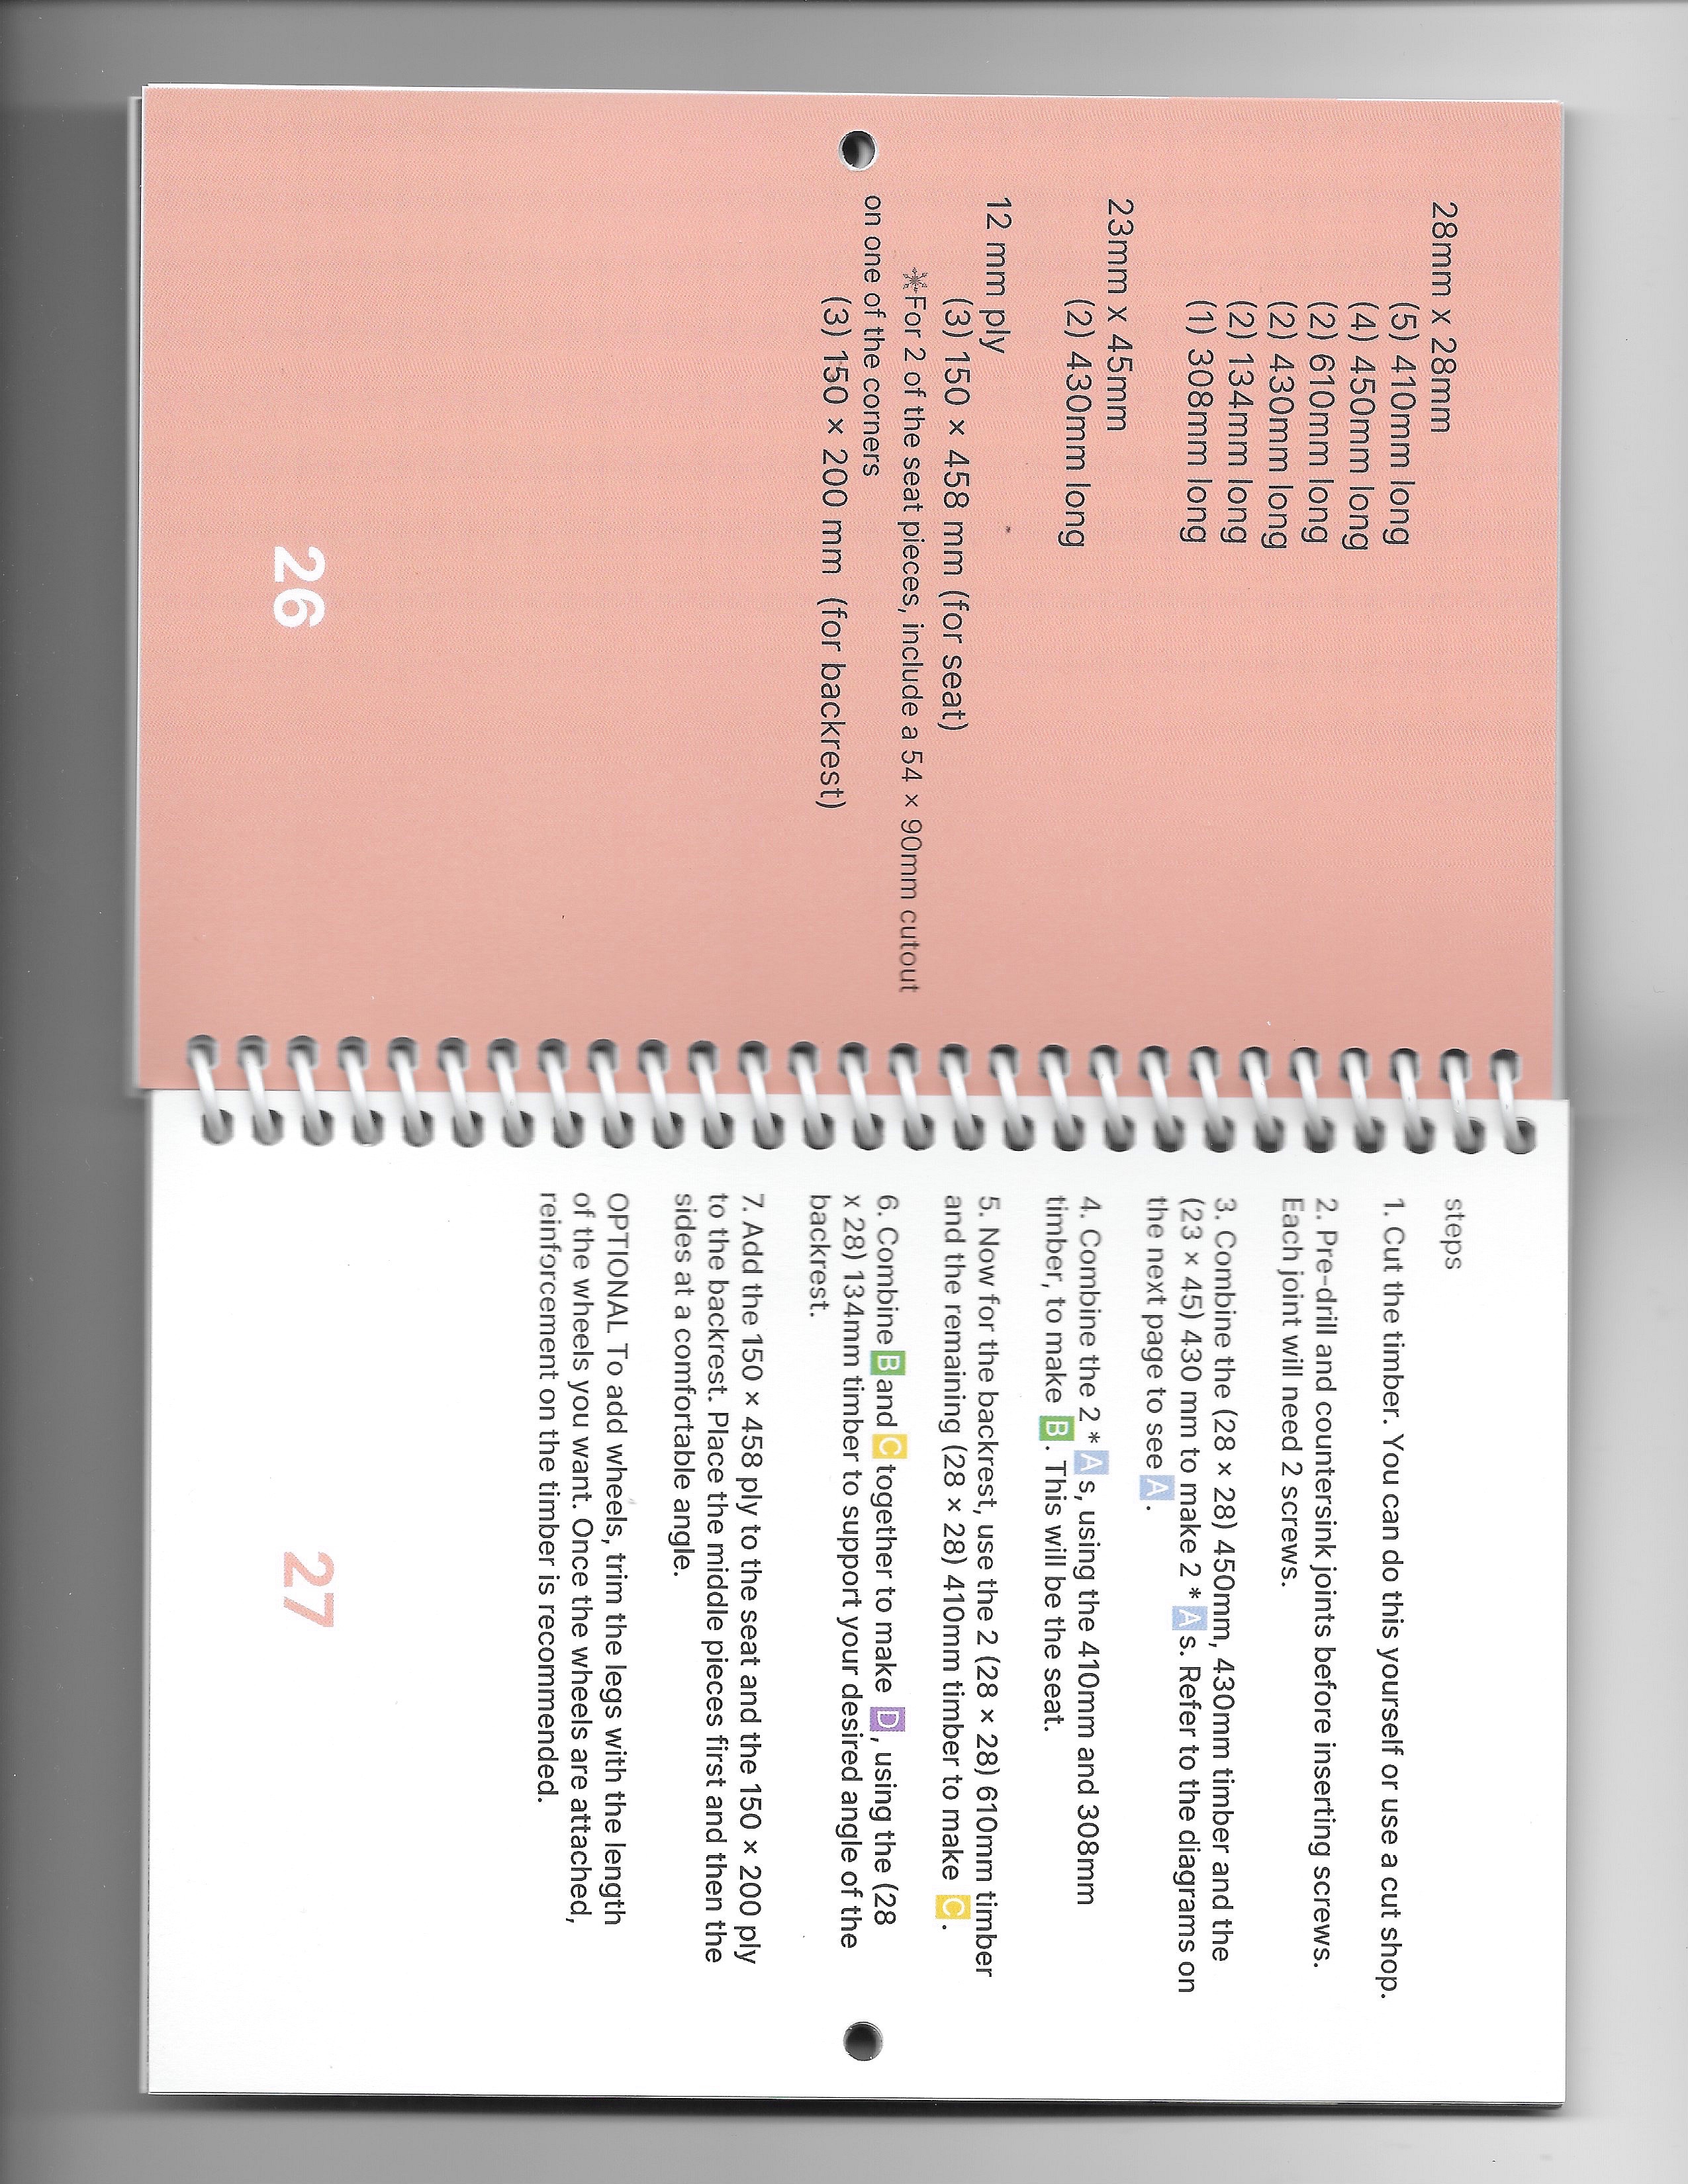 28mm x 28mm
(5) 410mm long
(4) 450mm long
(2) 610mm long
(2) 430mm long
(2) 134mm long
(1) 308mm long
23mm x 45mm
(2) 430mm long
12 mm ply
(3) 150 × 458 mm (for seat)
*For 2 of the seat pieces, include a 54 × 90mm cutout
on one of the corners
(3) 150 × 200 mm (for backrest)
26
steps
1. Cut the timber. You can do this yourself or use a cut shop.
2. Pre-drill and countersink joints before inserting screws.
Each joint will need 2 screws.
3. Combine the (28 × 28) 450mm, 430mm timber and the
(23 × 45) 430 mm to make 2 * A s. Refer to the diagrams on
the next page to see A .
4. Combine the 2 * A s, using the 410mm and 308mm
timber, to make B . This will be the seat.
5. Now for the backrest, use the 2 (28 × 28) 610mm timber
and the remaining (28 × 28) 410mm timber to make C .
6. Combine B and C together to make D , using the (28
x 28) 134mm timber to support your desired angle of the
backrest.
7. Add the 150 × 458 ply to the seat and the 150 × 200 ply
to the backrest. Place the middle pieces first and then the
sides at a comfortable angle.
OPTIONAL To add wheels, trim the legs with the length
of the wheels you want. Once the wheels are attached,
reinforcement on the timber is recommended.
27